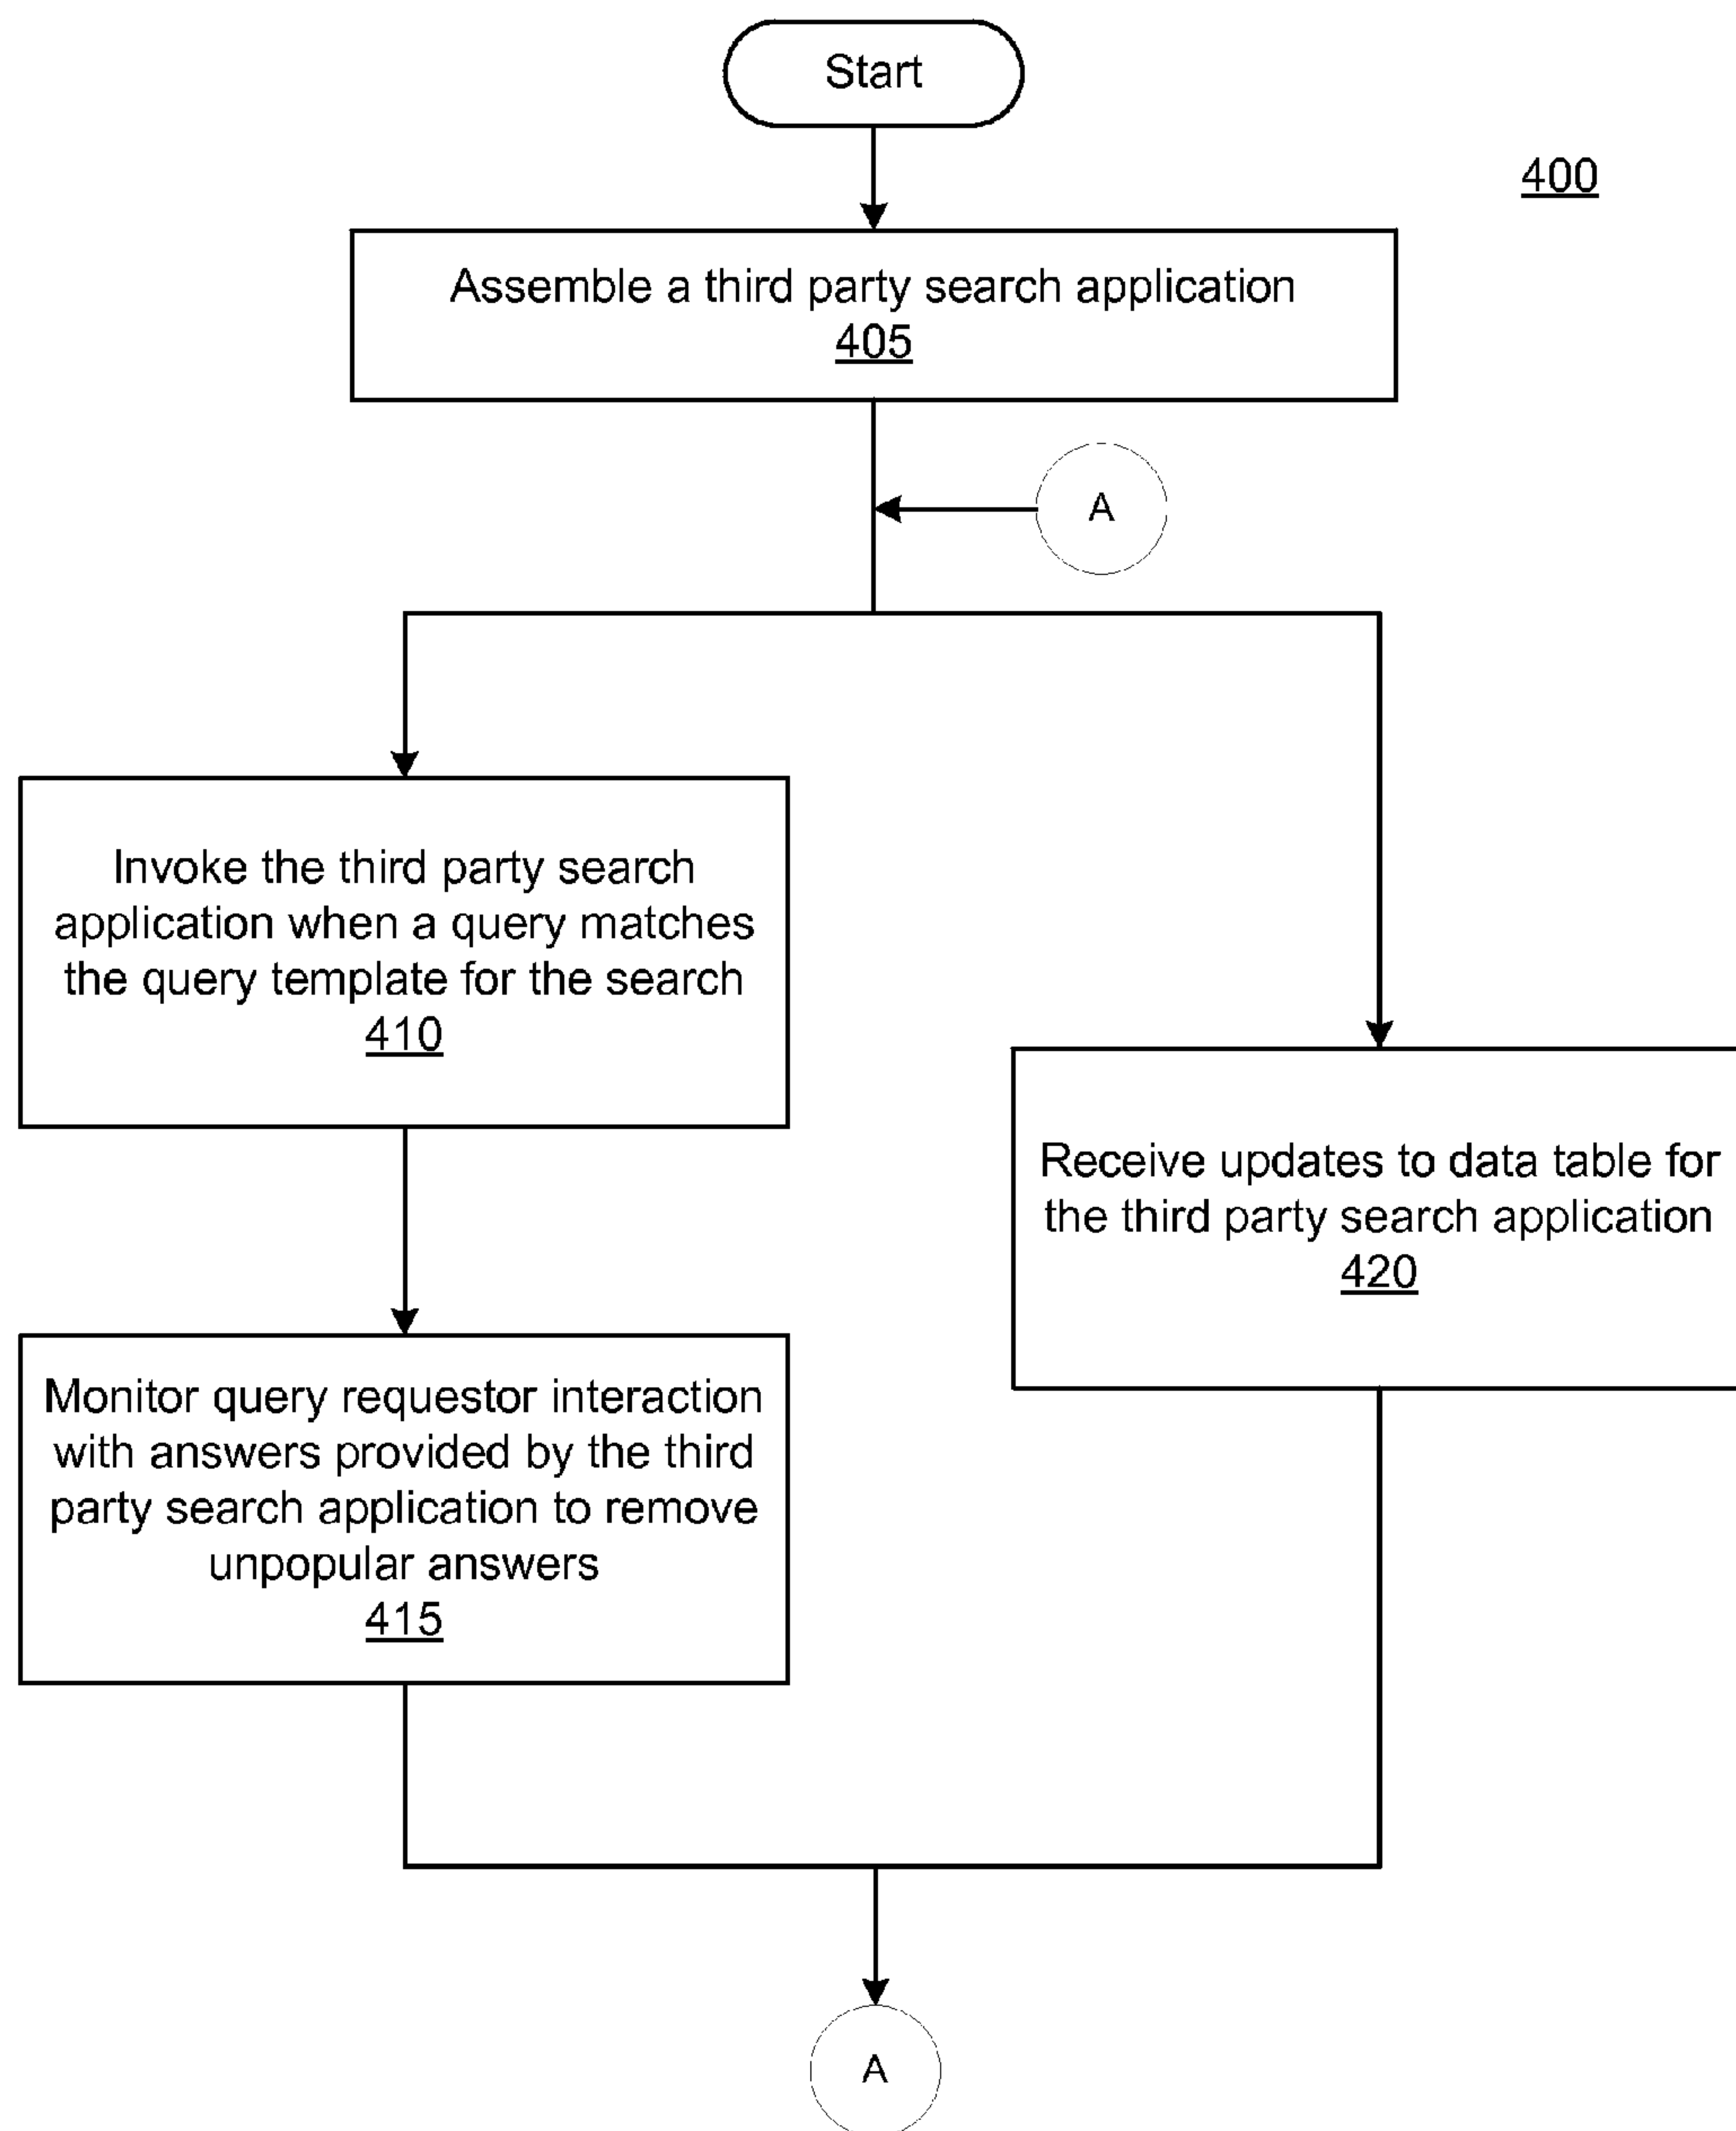 Start
400
Assemble a third party search application
405
A
Invoke the third party search
application when a query matches
the query template for the search
410
Receive updates to data table for
the third party search application
420
Monitor query requestor interaction
with answers provided by the third
party search application to remove
unpopular answers
415
A